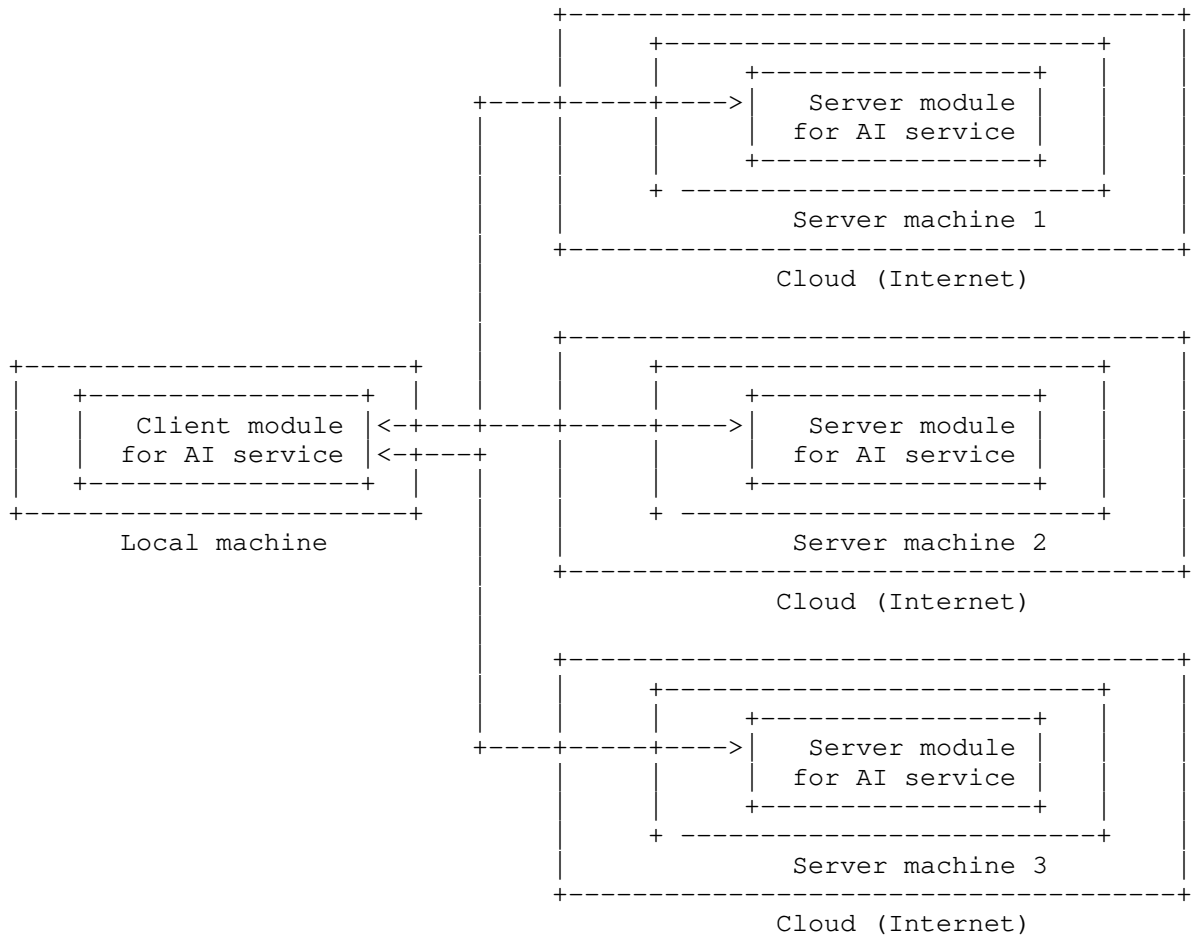 Server module
for AI service
Server machine 1
Cloud (Internet)
Client module
for AI service
Local machine
Server module
for AI service
Server machine 2
Cloud (Internet)
Server module
for AI service
Server machine 3
Cloud (Internet)